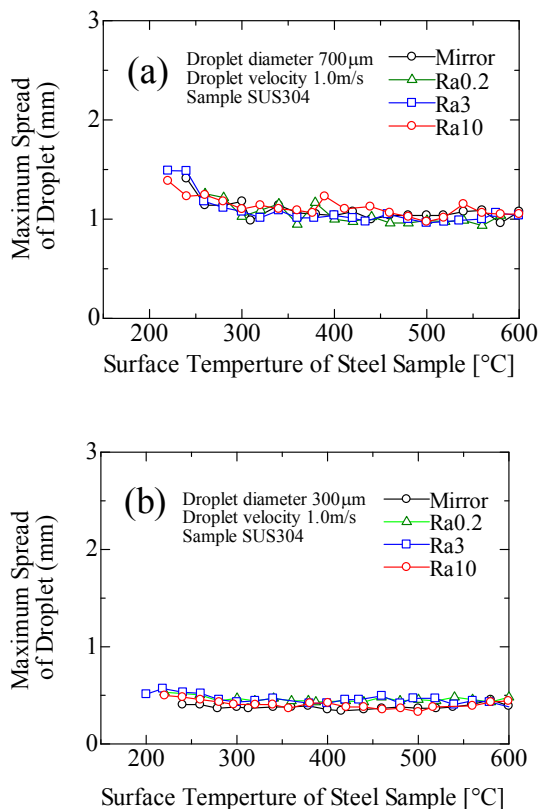 3
(a)
Droplet diameter 700μm
Droplet velocity 1.0m/s
Sample SUS304
Mirror
Ra0.2
Ra3
Ra10
Maximum Spread
of Droplet (mm)
2
1
0
200 300 400 500 600
Surface Temperture of Steel Sample [°C]
3
(b)
Droplet diameter 300μm
Droplet velocity 1.0m/s
Sample SUS304
Mirror
Ra0.2
Ra3
Ra10
Maximum Spread
of Droplet (mm)
2
1
0
200 300 400 500 600
Surface Temperture of Steel Sample [°C]